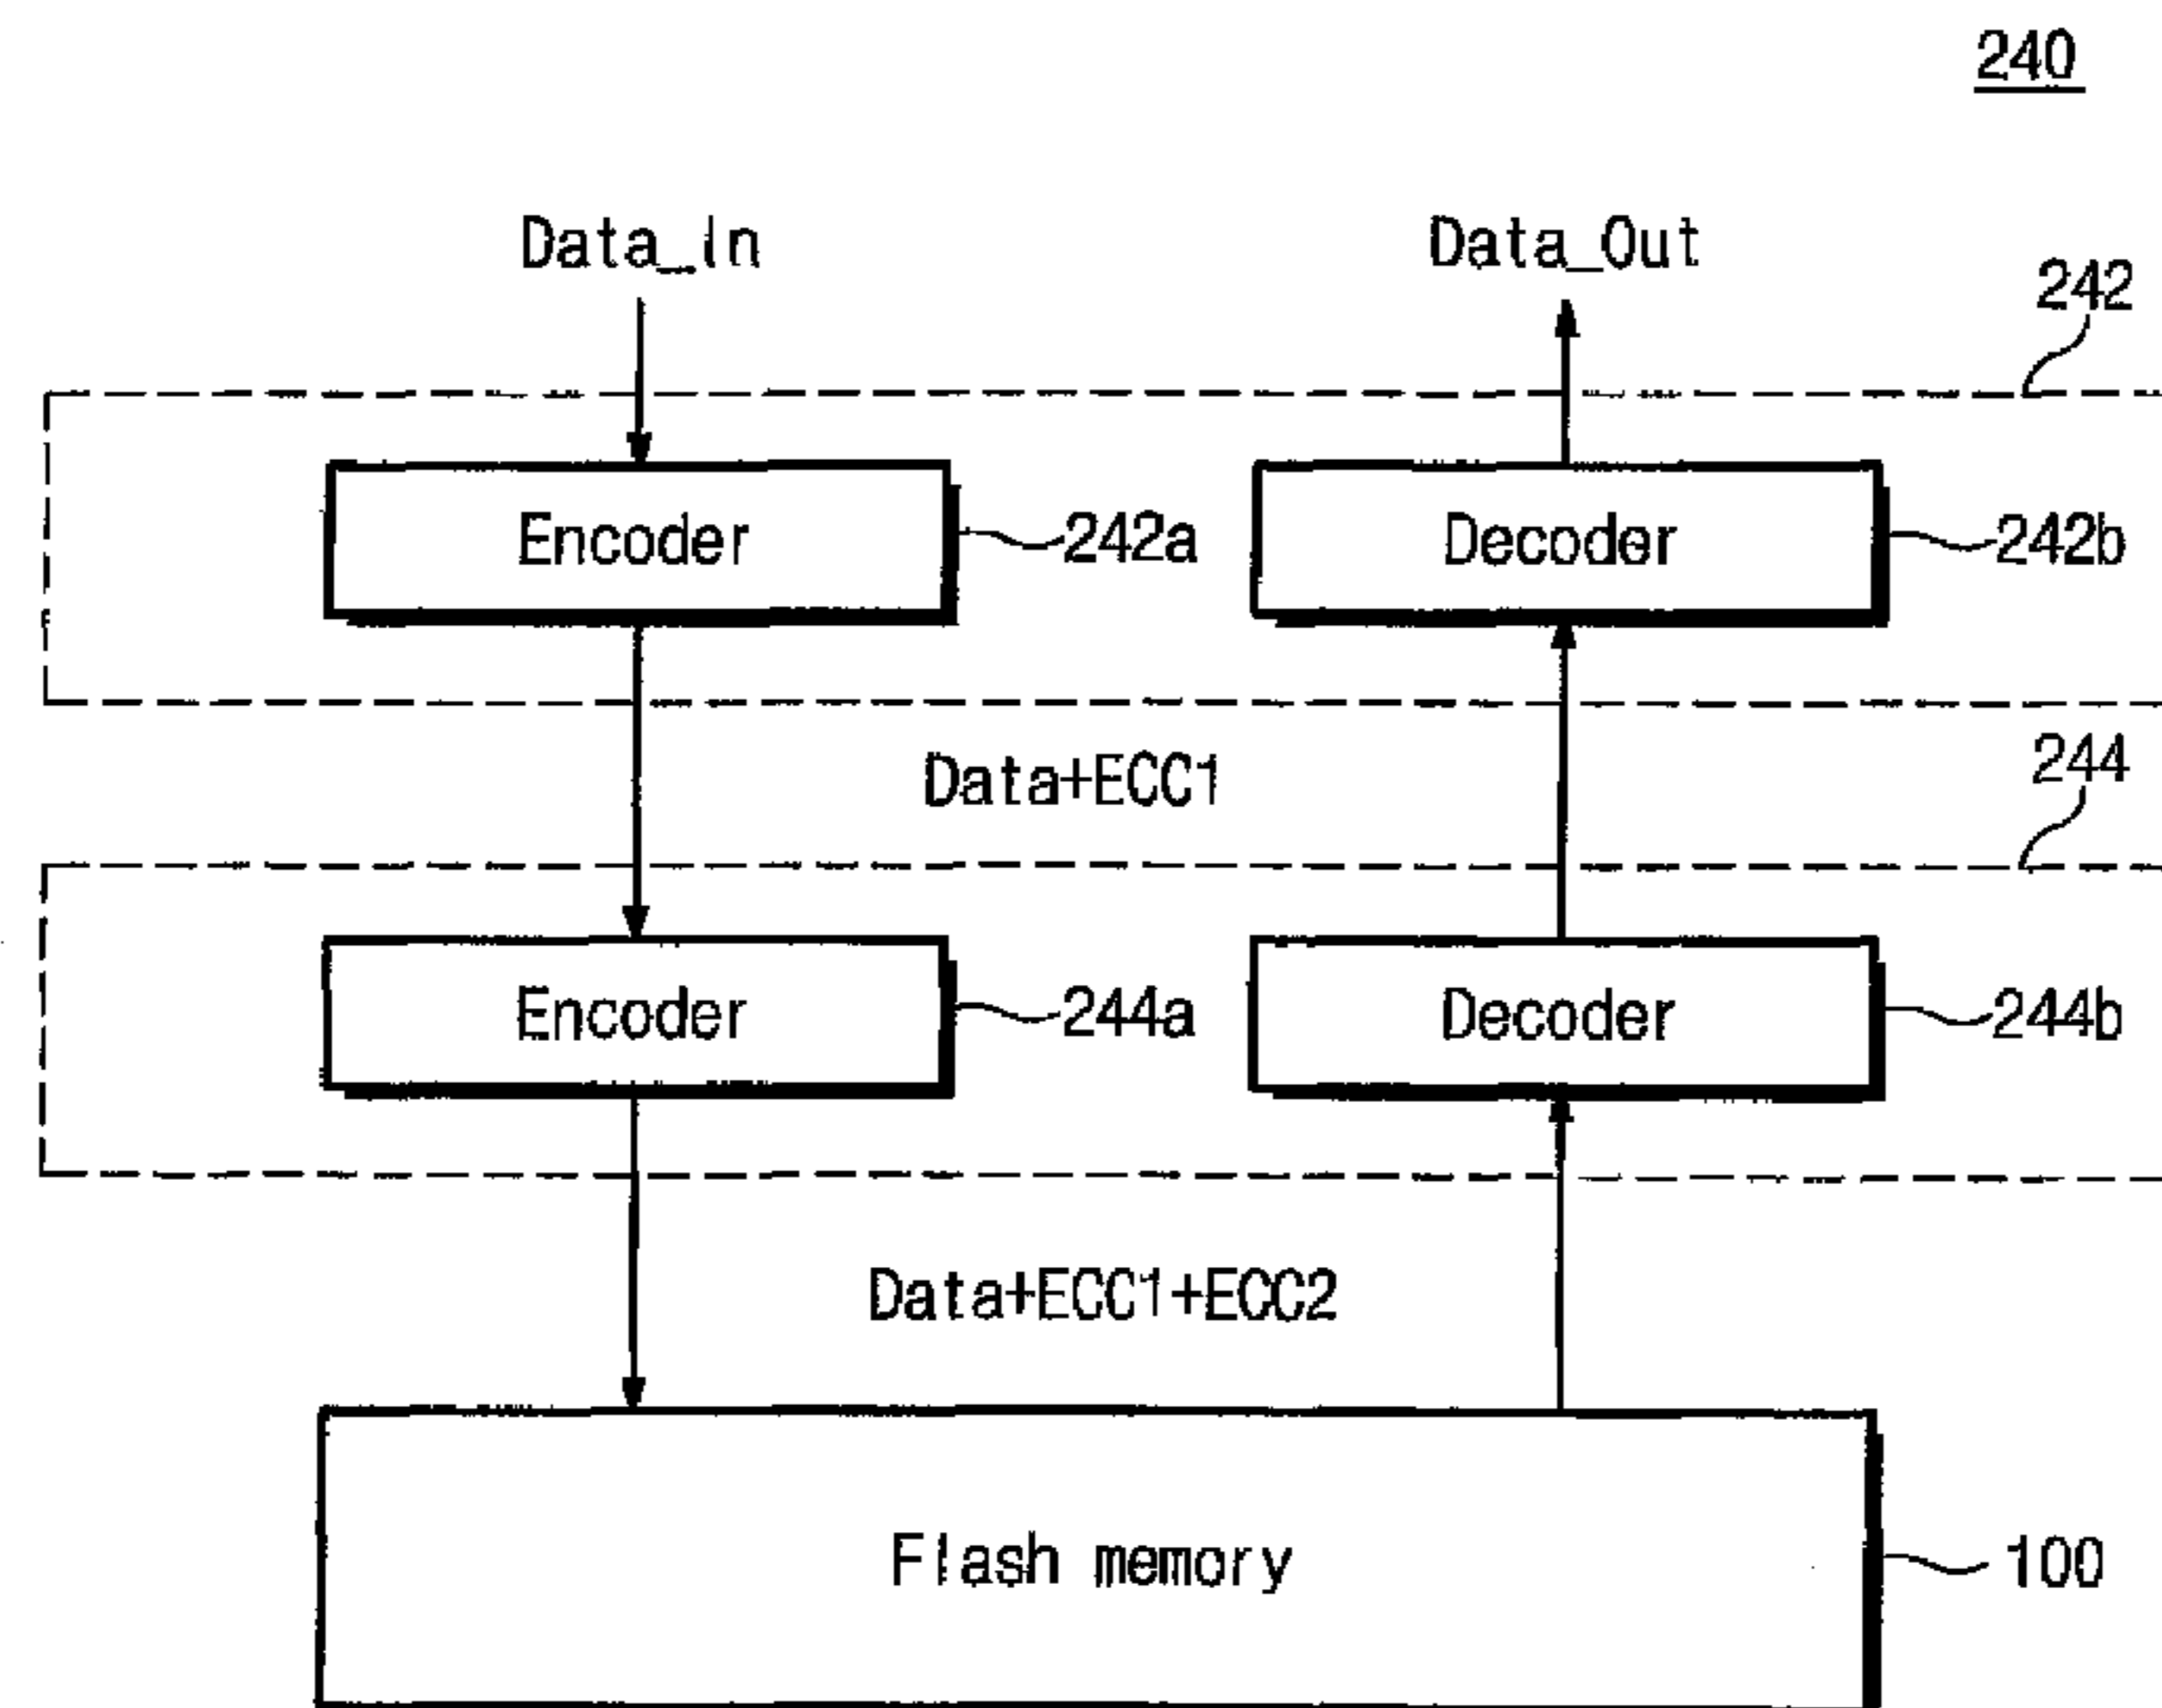 240
Data_In Data_Out
242
Encoder 242a Decoder 242b
Data+ECC1
244
Encoder 244a Decoder 244b
Data+ECC1+ECC2
Flash memory 100